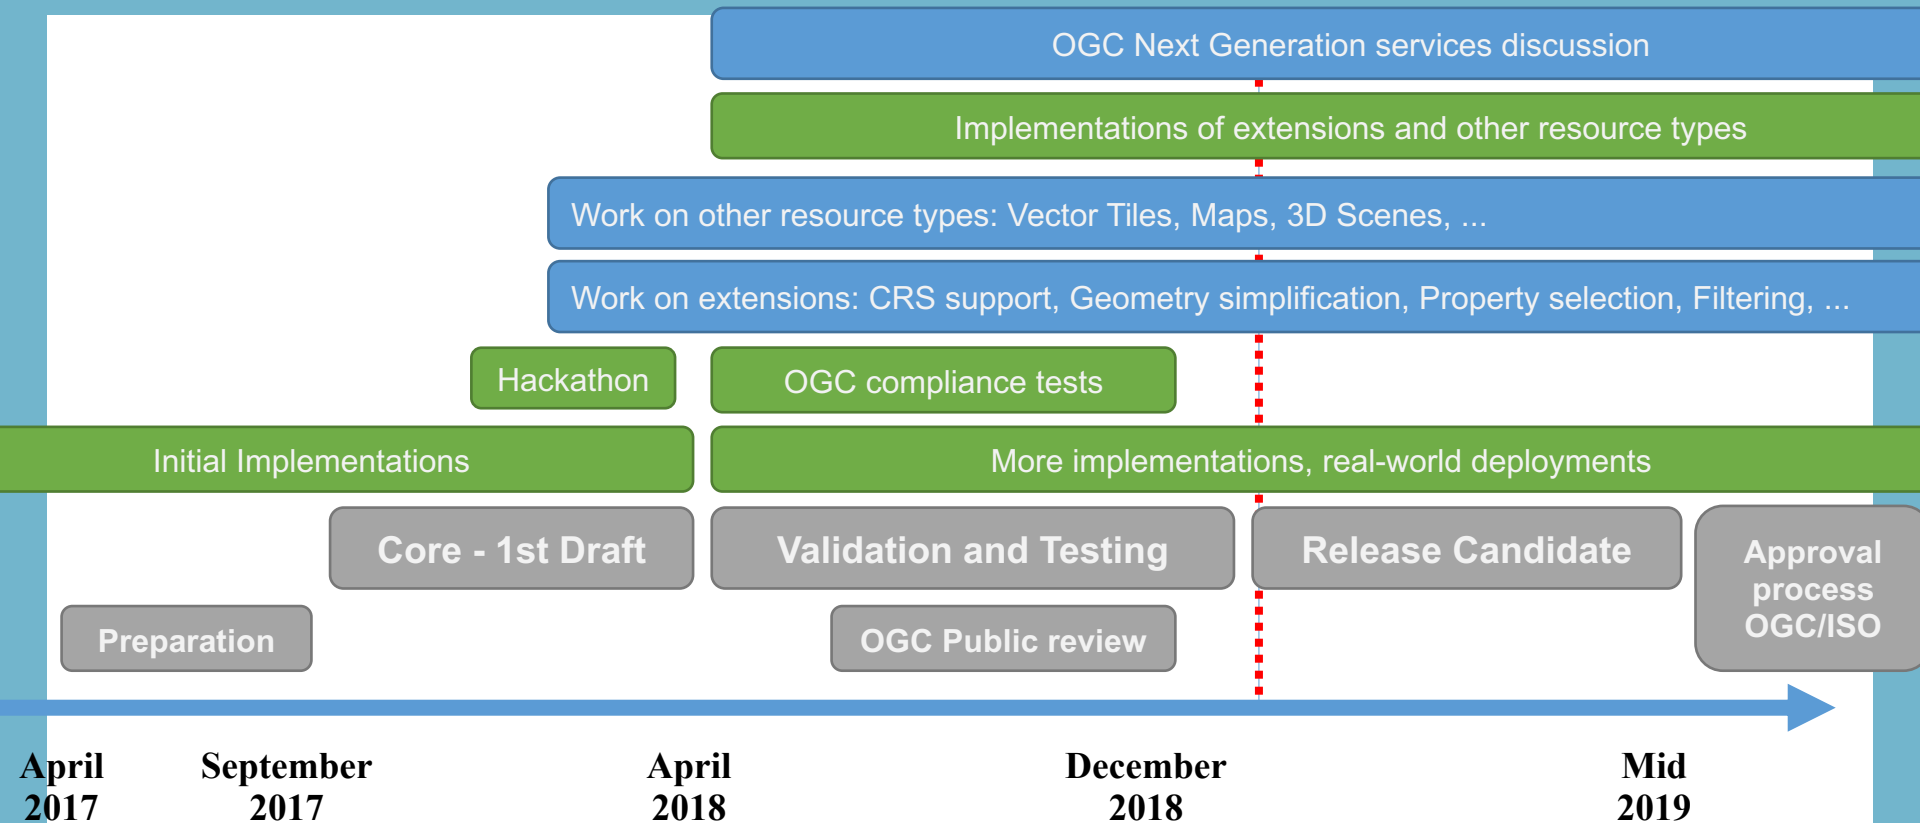 OGC Next Generation services discussion
Implementations of extensions and other resource types
Work on other resource types: Vector Tiles, Maps, 3D Scenes, ...
Work on extensions: CRS support, Geometry simplification, Property selection, Filtering, ...
Hackathon
OGC compliance tests
Initial Implementations
More implementations, real-world deployments
Core - 1st Draft
Validation and Testing
Release Candidate
Approval
process
OGC/ISO
Preparation
OGC Public review
April
2017
September
2017
April
2018
December
2018
Mid
2019